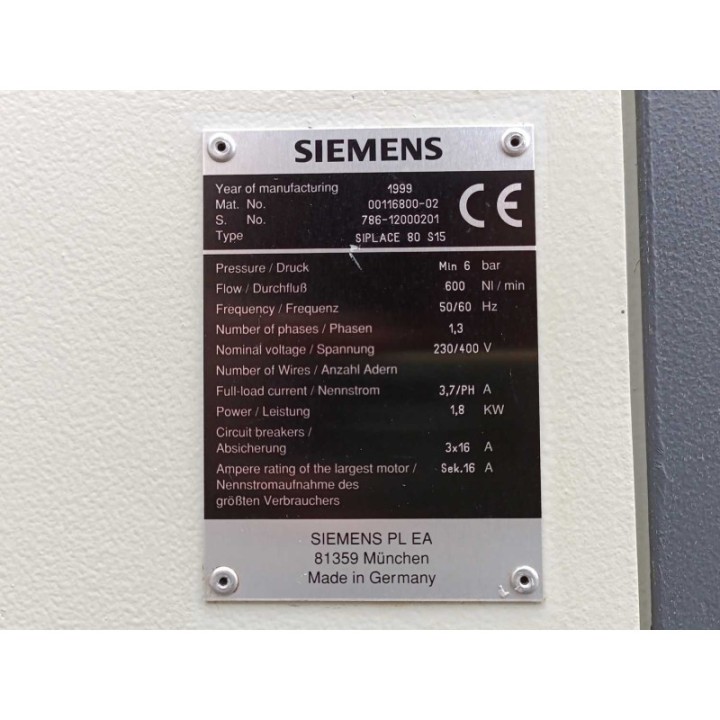 SIEMENS
Year of manufacturing 1999
Mat. No. 00116800-02
S. No. 786-12000201
Type SIPLACE 80 S15
CE
Pressure / Druck Min 6 bar
Flow / Durchfluß 600 Nl / min
Frequency / Frequenz 50/60 Hz
Number of phases / Phasen 1,3
Nominal voltage / Spannung 230/400 V
Number of Wires / Anzahl Adern
Full-load current / Nennstrom 3,7/PH A
Power / Leistung 1,8 KW
Circuit breakers /
Absicherung 3x16 A
Ampere rating of the largest motor / Sek.16 A
Nennstromaufnahme des
größten Verbrauchers
SIEMENS PL EA
81359 München
Made in Germany